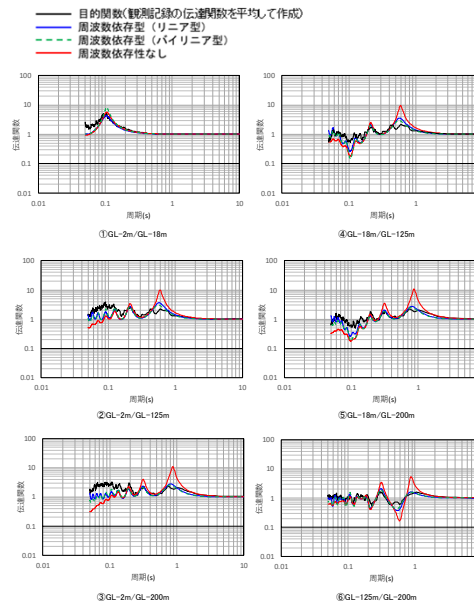 目的関数(観測記録の伝達関数を平均して作成)
周波数依存型(リニア型)
周波数依存型(バイリニア型)
周波数依存性なし
100
10
1
0.1
0.01
伝達関数
0.01 0.1 1 10
周期(s)
①GL-2m/GL-18m
100
10
1
0.1
0.01
伝達関数
0.01 0.1 1
周期(s)
④GL-18m/GL-125m
100
10
1
0.1
0.01
伝達関数
0.01 0.1 1 10
周期(s)
②GL-2m/GL-125m
100
10
1
0.1
0.01
伝達関数
0.01 0.1 1
周期(s)
⑤GL-18m/GL-200m
100
10
1
0.1
0.01
伝達関数
0.01 0.1 1 10
周期(s)
③GL-2m/GL-200m
100
10
1
0.1
0.01
伝達関数
0.01 0.1 1
周期(s)
⑥GL-125m/GL-200m